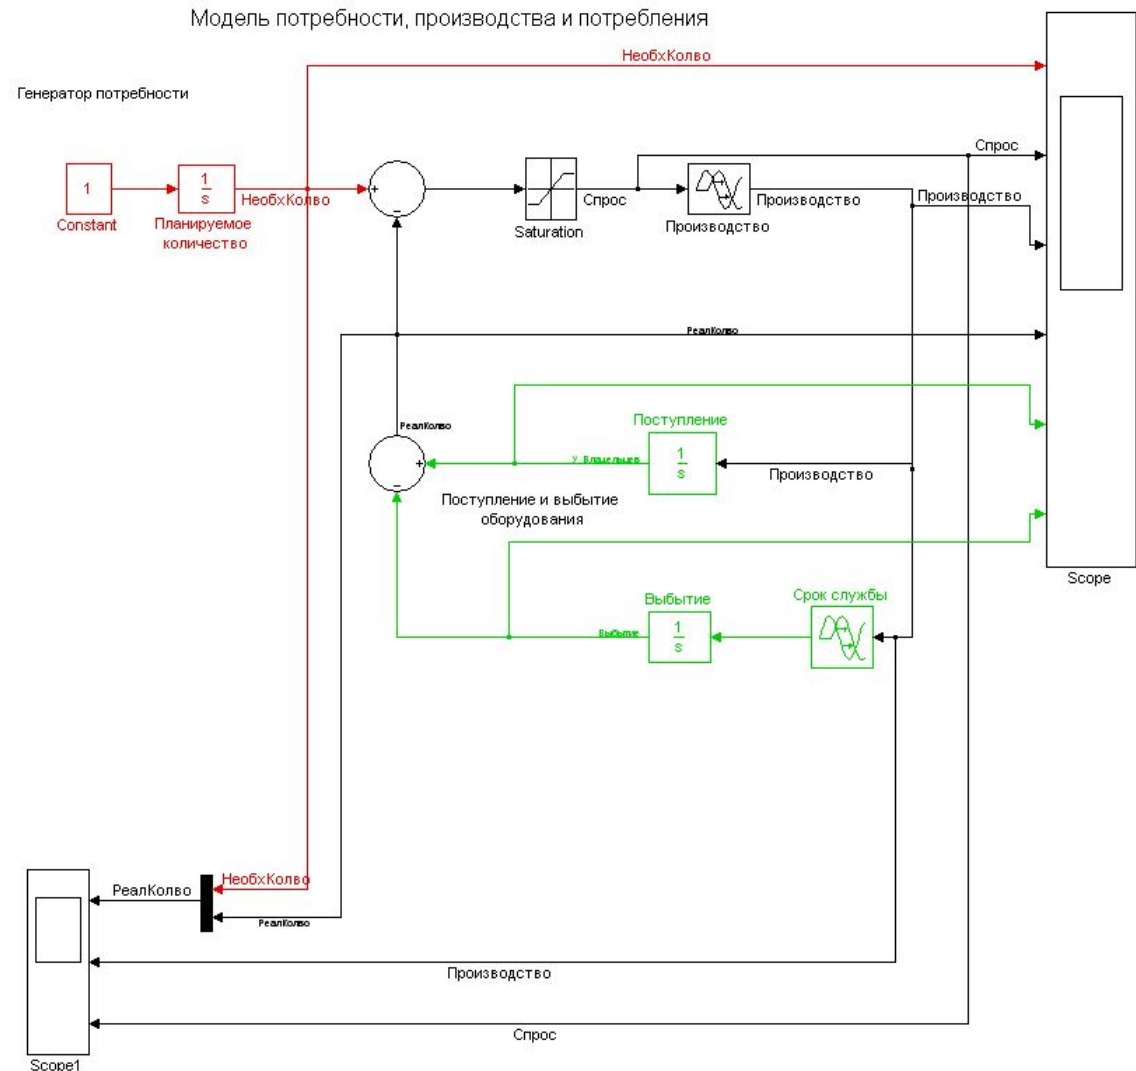 Модель потребности, производства и потребления
НеобхКолво
Генератор потребности
Спрос
1
1
s
НеобхКолво
+
−
Спрос
Производство
Производство
Constant
Планируемое
количество
Saturation
Производство
РеалКолво
РеалКолво
Поступление
+
−
У_Владельцев
1
s
Производство
Поступление и выбытие
оборудования
Scope
Выбытие
Срок службы
Выбытие
1
s
НеобхКолво
РеалКолво
РеалКолво
Производство
Спрос
Scope1